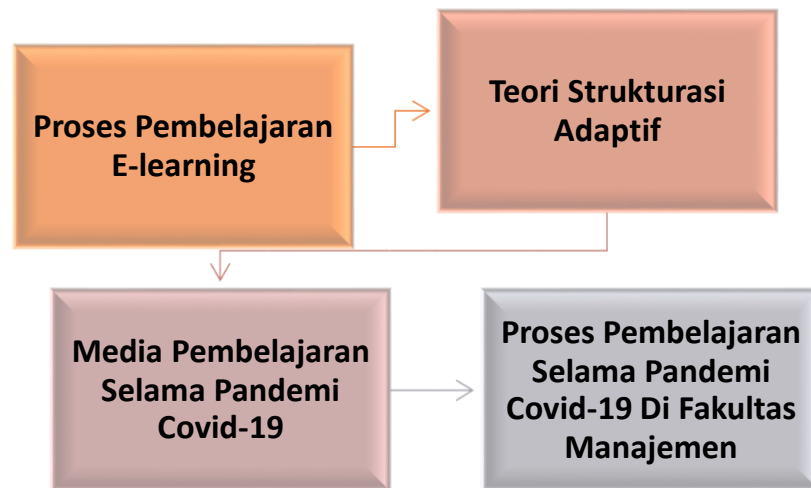 Proses Pembelajaran
E-learning
Teori Strukturasi
Adaptif
Media Pembelajaran
Selama Pandemi
Covid-19
Proses Pembelajaran
Selama Pandemi
Covid-19 Di Fakultas
Manajemen